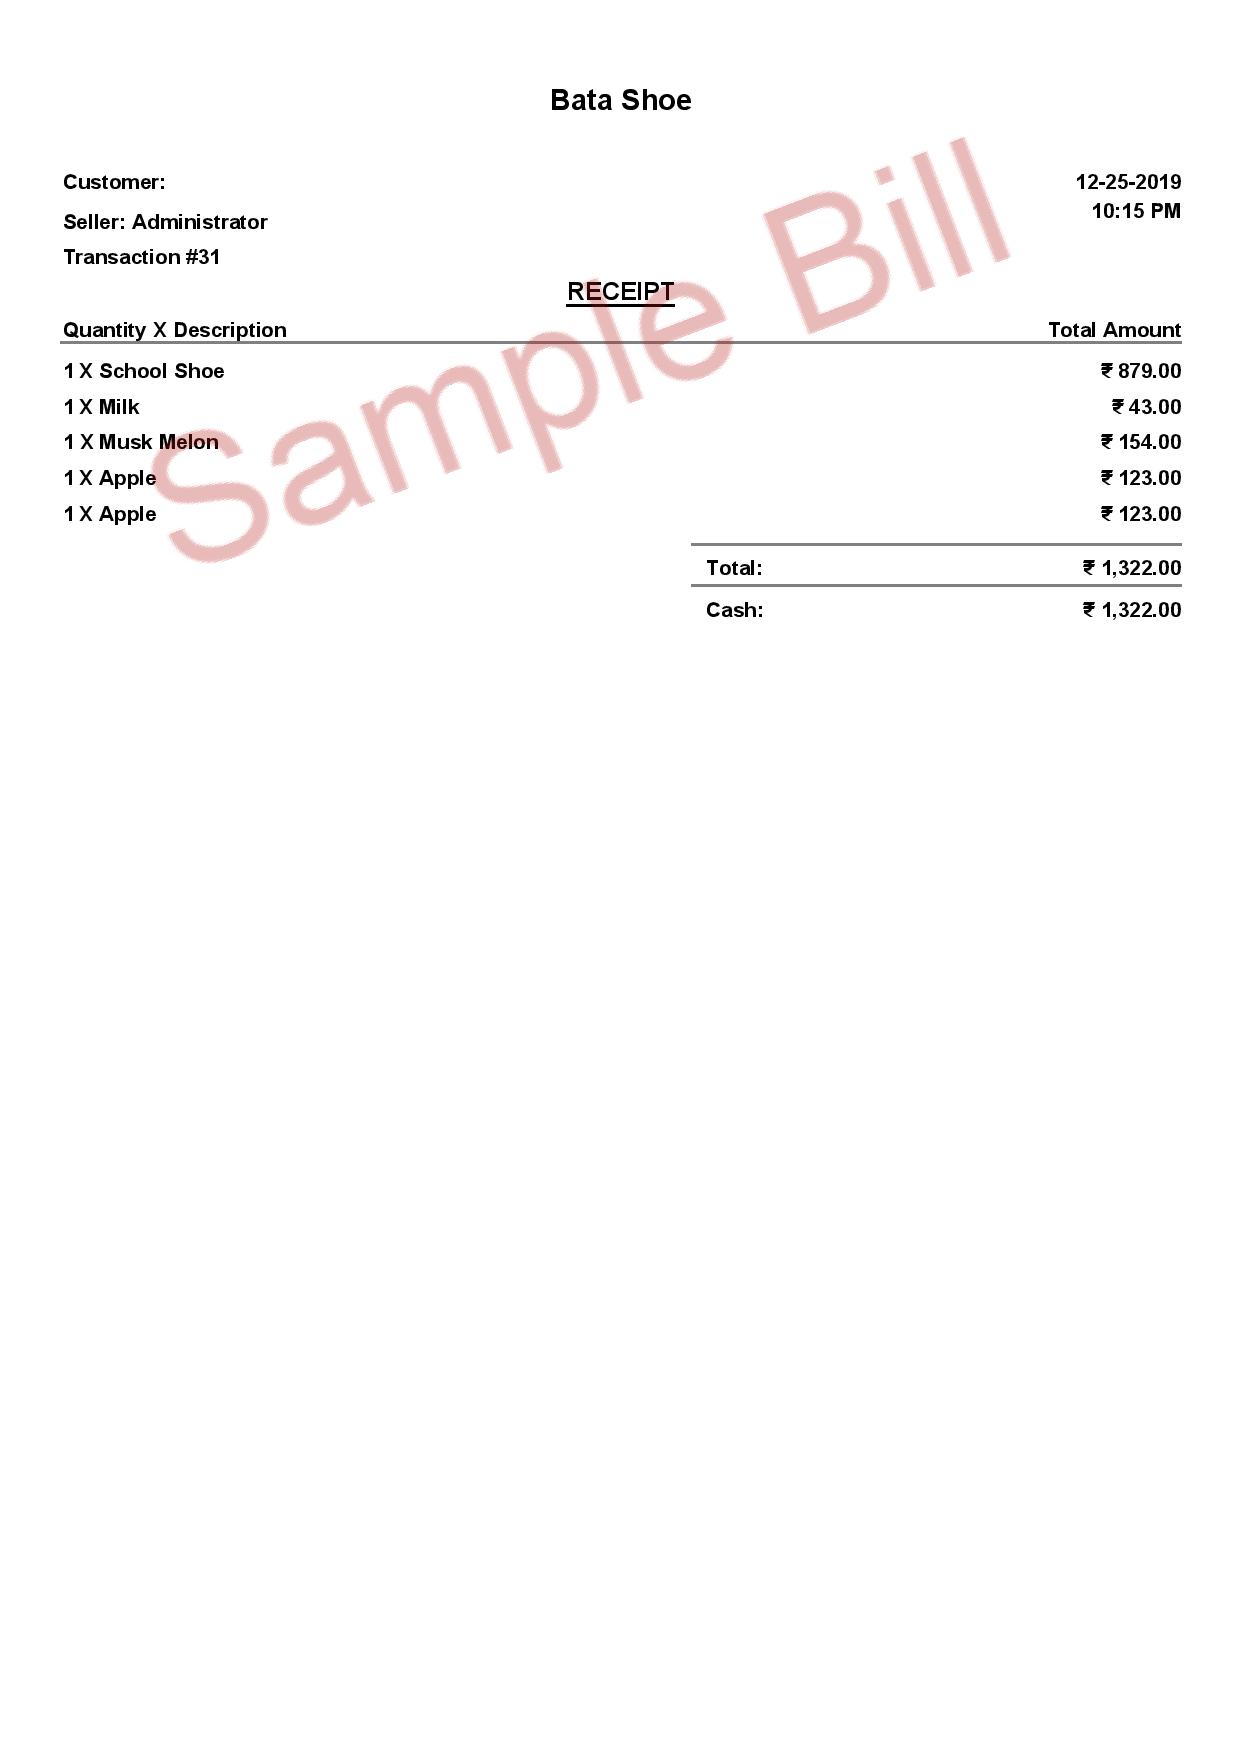 Bata Shoe
Customer:
12-25-2019
Seller: Administrator
10:15 PM
Transaction #31
RECEIPT
Quantity X Description Total Amount
1 X School Shoe ₹ 879.00
1 X Milk ₹ 43.00
1 X Musk Melon ₹ 154.00
1 X Apple ₹ 123.00
1 X Apple ₹ 123.00
Total: ₹ 1,322.00
Cash: ₹ 1,322.00
Sample Bill